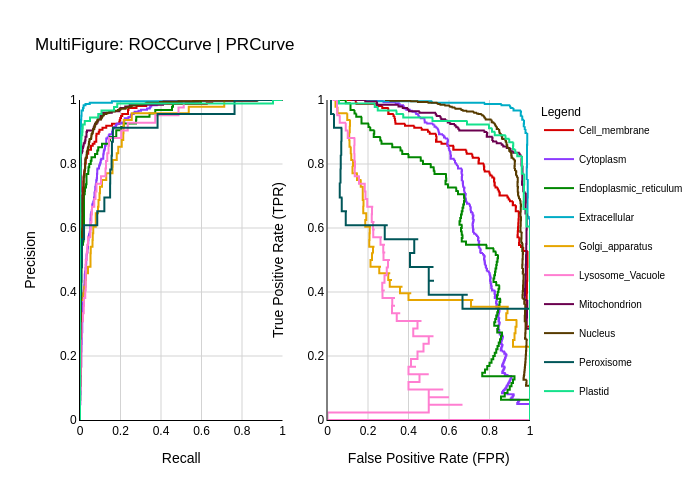 MultiFigure: ROCCurve | PRCurve
1
0.8
0.6
0.4
0.2
0
0
0.2
0.4
0.6
0.8
1
Precision
Recall
1
0.8
0.6
0.4
0.2
0
0
0.2
0.4
0.6
0.8
1
True Positive Rate (TPR)
False Positive Rate (FPR)
Legend
Cell_membrane
Cytoplasm
Endoplasmic_reticulum
Extracellular
Golgi_apparatus
Lysosome_Vacuole
Mitochondrion
Nucleus
Peroxisome
Plastid